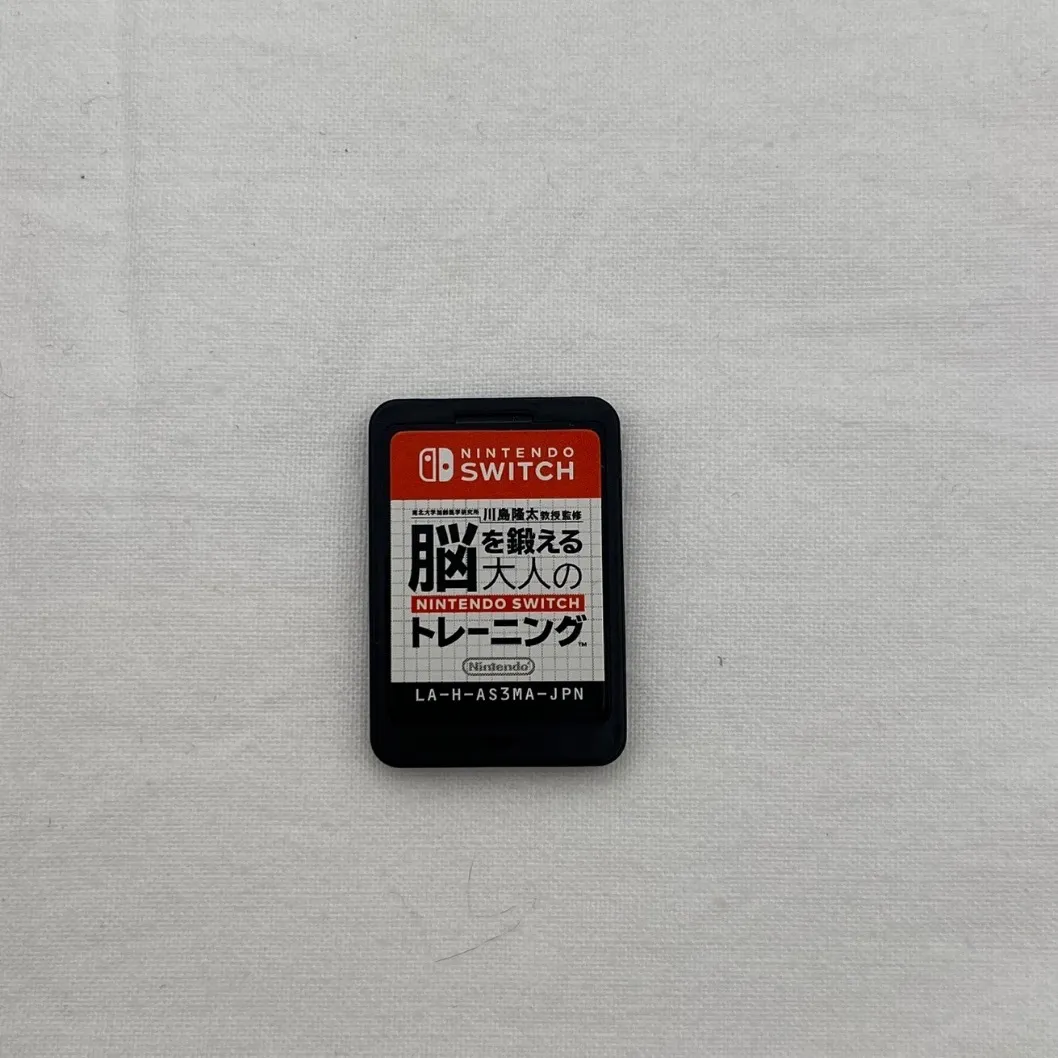 NINTENDO
SWITCH
東北大学加齢医学研究所 川島隆太教授監修
脳を鍛える
大人の
NINTENDO SWITCH
トレーニング™
Nintendo®
LA-H-AS3MA-JPN